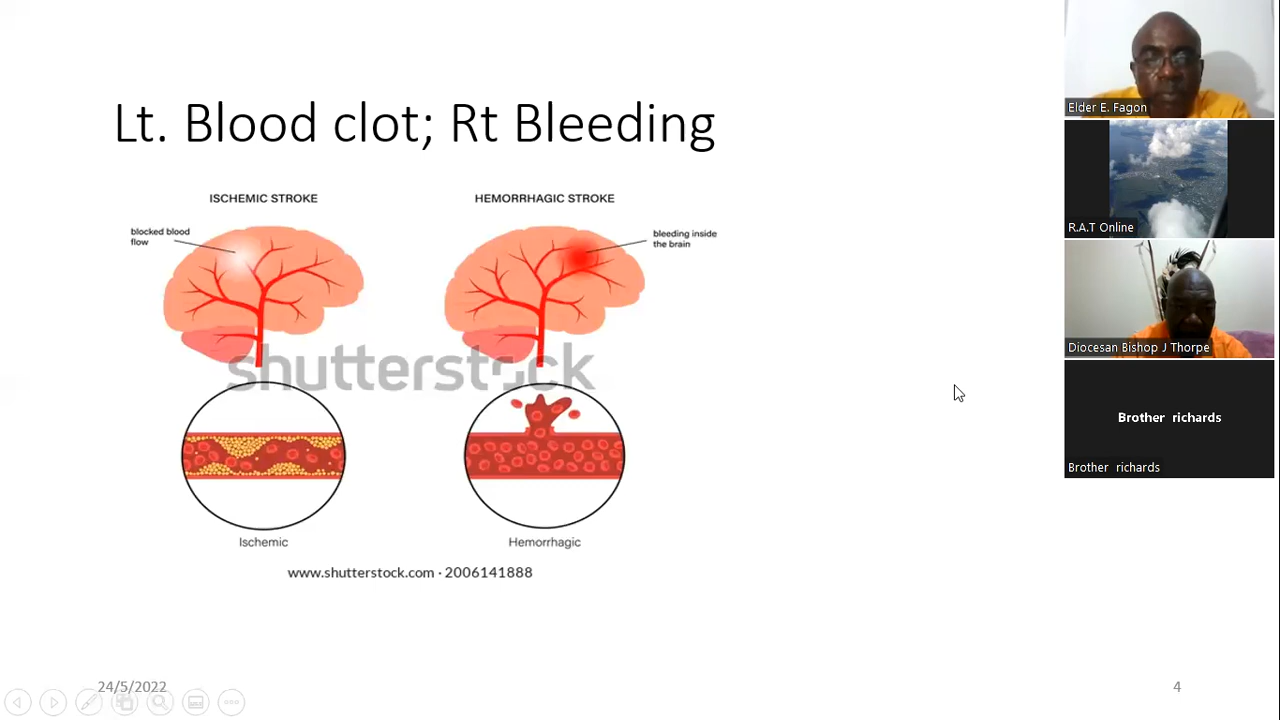 Lt. Blood clot; Rt Bleeding
ISCHEMIC STROKE
HEMORRHAGIC STROKE
blocked blood
flow
bleeding inside
the brain
shutterstock
Ischemic
Hemorrhagic
www.shutterstock.com · 2006141888
24/5/2022
4
Elder E. Fagon
R.A.T Online
Diocesan Bishop J Thorpe
Brother richards
Brother richards